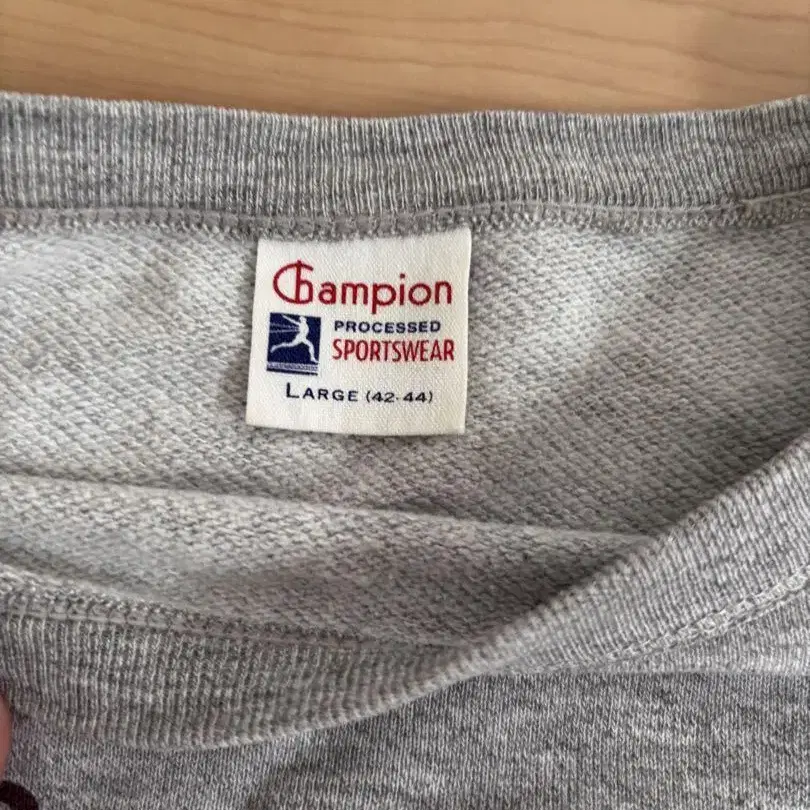 Champion
PROCESSED
SPORTSWEAR
LARGE (42-44)